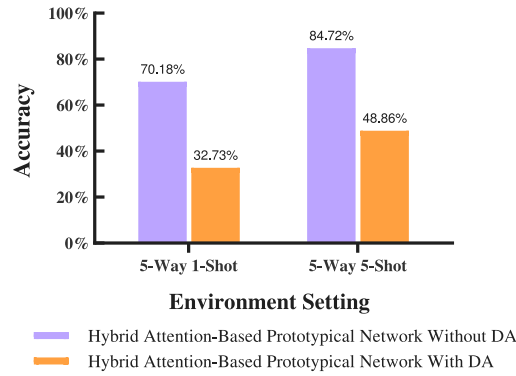 100%
80%
60%
40%
20%
0%
Accuracy
70.18%
32.73%
84.72%
48.86%
5-Way 1-Shot
5-Way 5-Shot
Environment Setting
Hybrid Attention-Based Prototypical Network Without DA
Hybrid Attention-Based Prototypical Network With DA